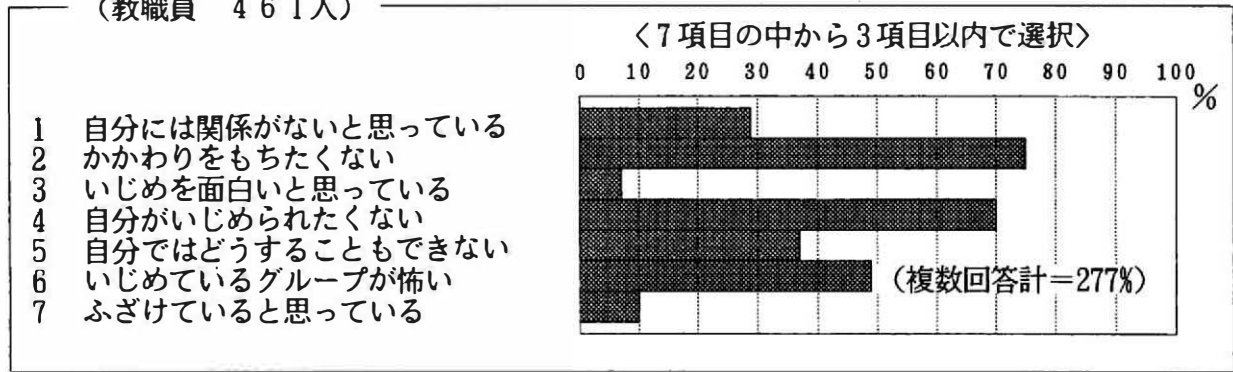 （教職員　４６１人）
〈７項目の中から３項目以内で選択〉
0 10 20 30 40 50 60 70 80 90 100
%
1 自分には関係がないと思っている
2 かかわりをもちたくない
3 いじめを面白いと思っている
4 自分がいじめられたくない
5 自分ではどうすることもできない
6 いじめているグループが怖い
（複数回答計＝277%）
7 ふざけていると思っている